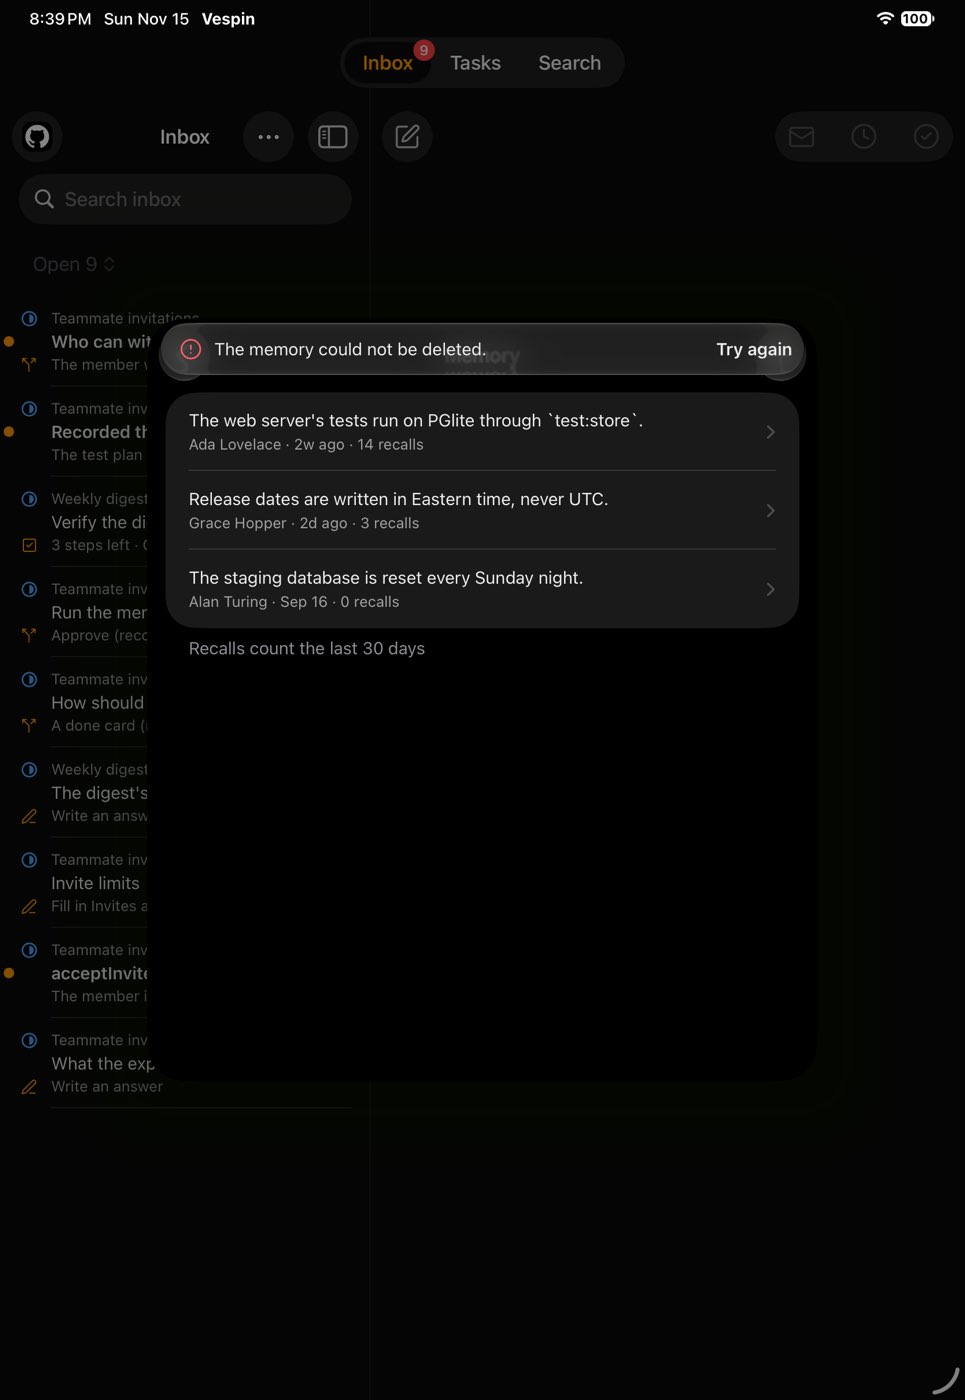 8:39 PM Sun Nov 15 Vespin
100
Inbox 9 Tasks Search
Inbox
Search inbox
Open 9
Teammate invitations
Who can wit
The member
Teammate inv
Recorded th
The test plan
Weekly digest
Verify the di
3 steps left ·
Teammate inv
Run the mer
Approve (reco
Teammate inv
How should
A done card (
Weekly digest
The digest's
Write an answ
Teammate inv
Invite limits
Fill in Invites a
Teammate inv
acceptInvite
The member i
Teammate inv
What the exp
Write an answer
The memory could not be deleted. Try again
Memory
The web server's tests run on PGlite through `test:store`.
Ada Lovelace · 2w ago · 14 recalls
Release dates are written in Eastern time, never UTC.
Grace Hopper · 2d ago · 3 recalls
The staging database is reset every Sunday night.
Alan Turing · Sep 16 · 0 recalls
Recalls count the last 30 days